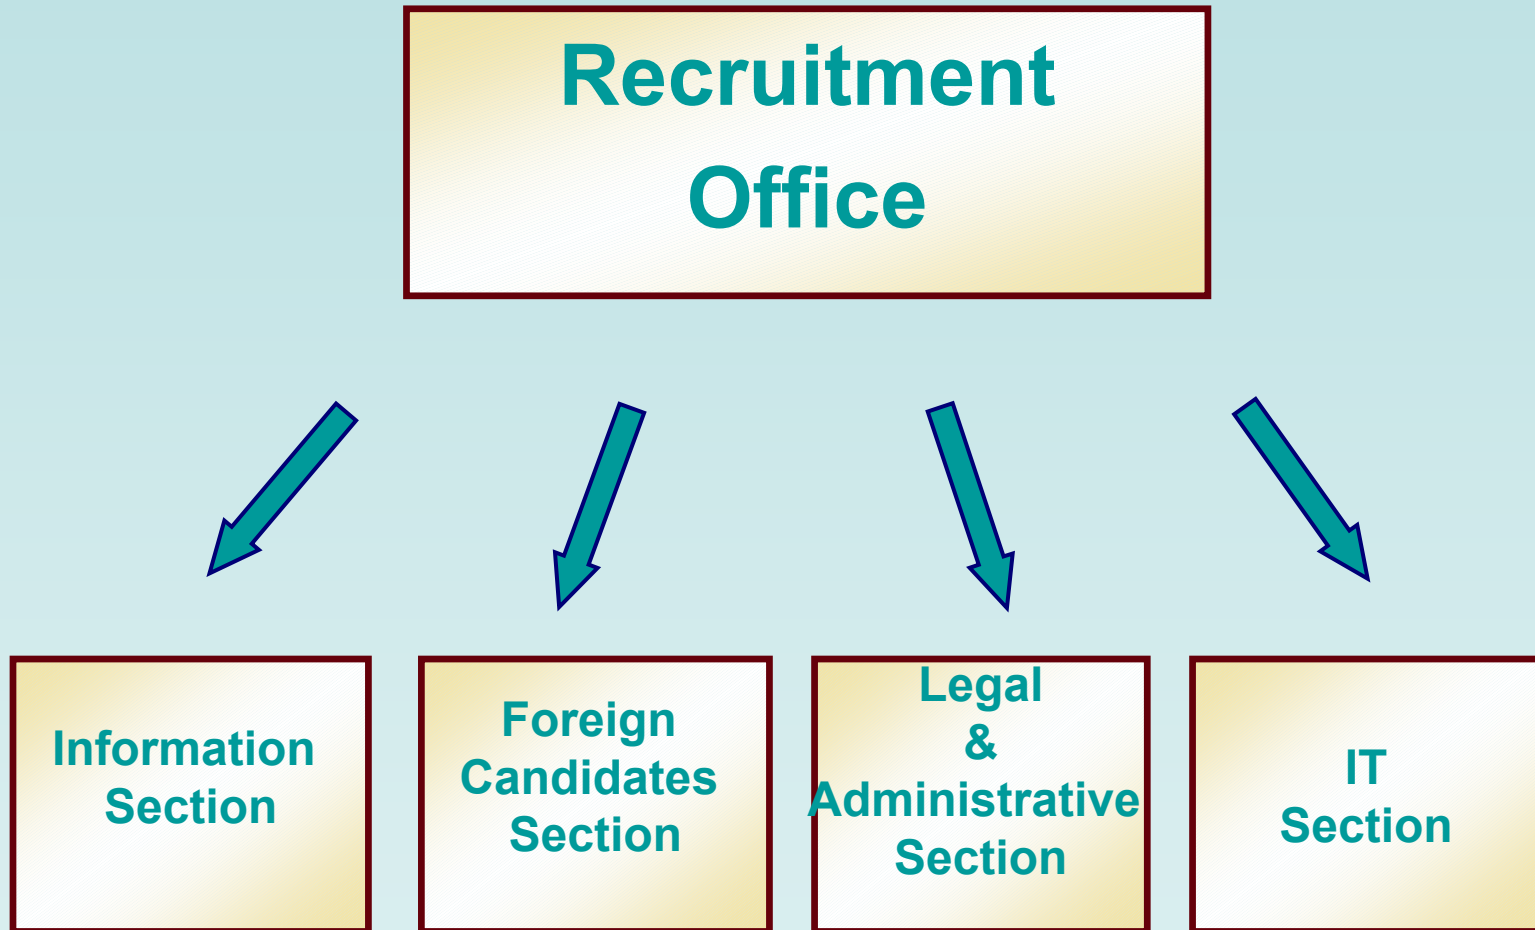 Recruitment
Office
Information
Section
Foreign
Candidates
Section
Legal
&
Administrative
Section
IT
Section